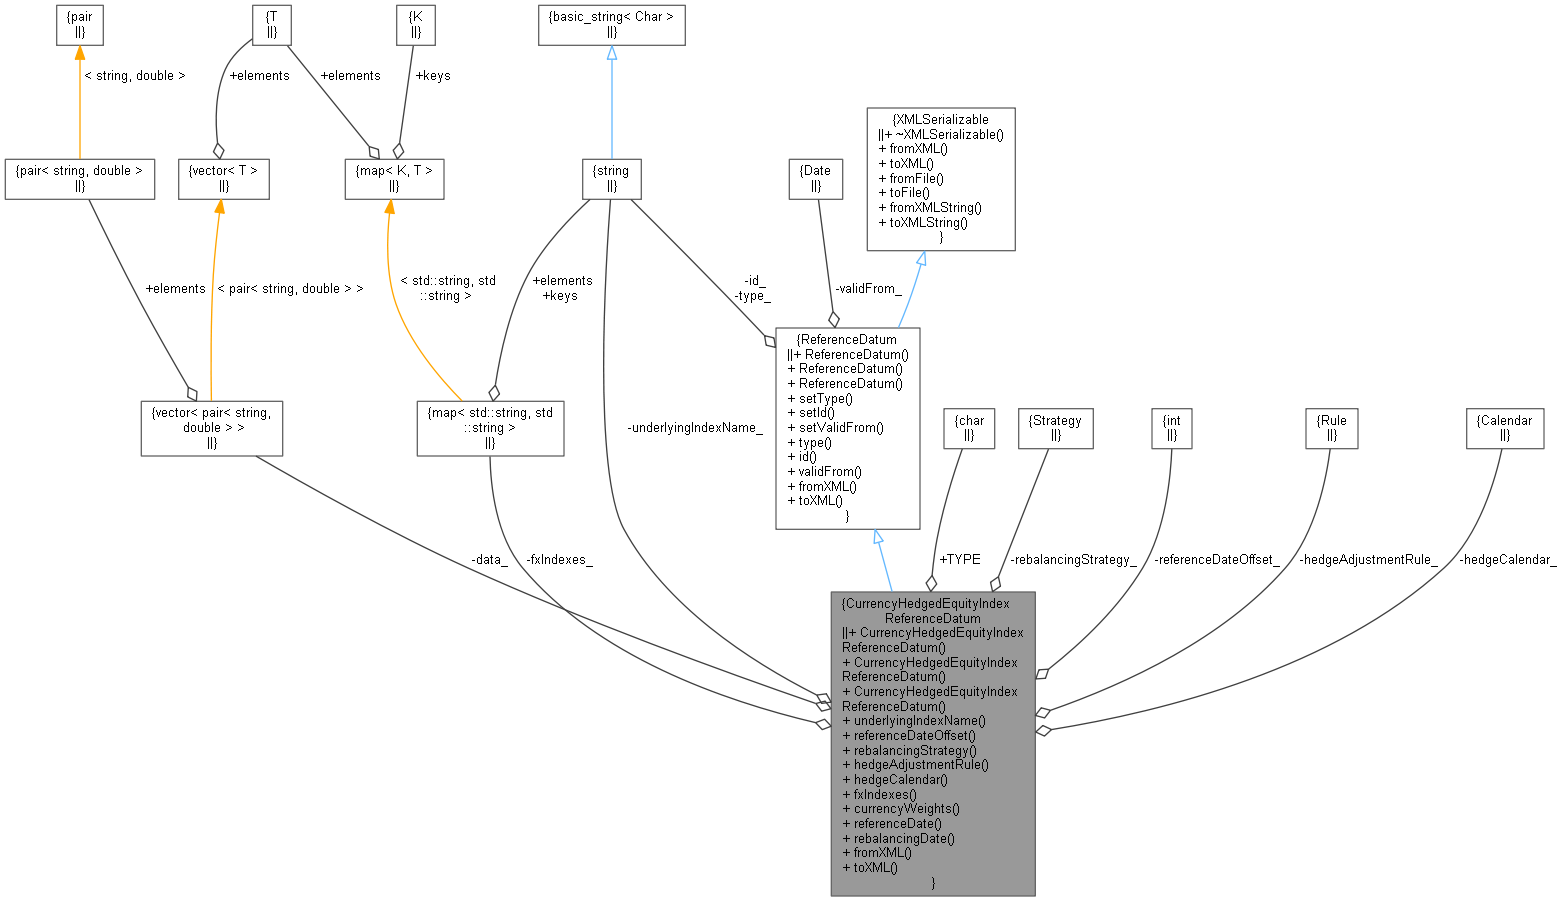 {pair
||}
{T
||}
{K
||}
{basic_string< Char >
||}
< string, double >
+elements
+elements
+keys
{XMLSerializable
||+ ~XMLSerializable()
+ fromXML()
+ toXML()
+ fromFile()
+ toFile()
+ fromXMLString()
+ toXMLString()
}
{pair< string, double >
||}
{vector< T >
||}
{map< K, T >
||}
{string
||}
{Date
||}
+elements
< pair< string, double > >
< std::string, std
::string >
+elements
+keys
-id_
-type_
-validFrom_
{ReferenceDatum
||+ ReferenceDatum()
+ ReferenceDatum()
+ ReferenceDatum()
+ setType()
+ setId()
+ setValidFrom()
+ type()
+ id()
+ validFrom()
+ fromXML()
+ toXML()
}
{vector< pair< string,
double > >
||}
{map< std::string, std
::string >
||}
-underlyingIndexName_
{char
||}
{Strategy
||}
{int
||}
{Rule
||}
{Calendar
||}
-data_
-fxIndexes_
+TYPE
-rebalancingStrategy_
-referenceDateOffset_
-hedgeAdjustmentRule_
-hedgeCalendar_
{CurrencyHedgedEquityIndex
ReferenceDatum
||+ CurrencyHedgedEquityIndex
ReferenceDatum()
+ CurrencyHedgedEquityIndex
ReferenceDatum()
+ CurrencyHedgedEquityIndex
ReferenceDatum()
+ underlyingIndexName()
+ referenceDateOffset()
+ rebalancingStrategy()
+ hedgeAdjustmentRule()
+ hedgeCalendar()
+ fxIndexes()
+ currencyWeights()
+ referenceDate()
+ rebalancingDate()
+ fromXML()
+ toXML()
}